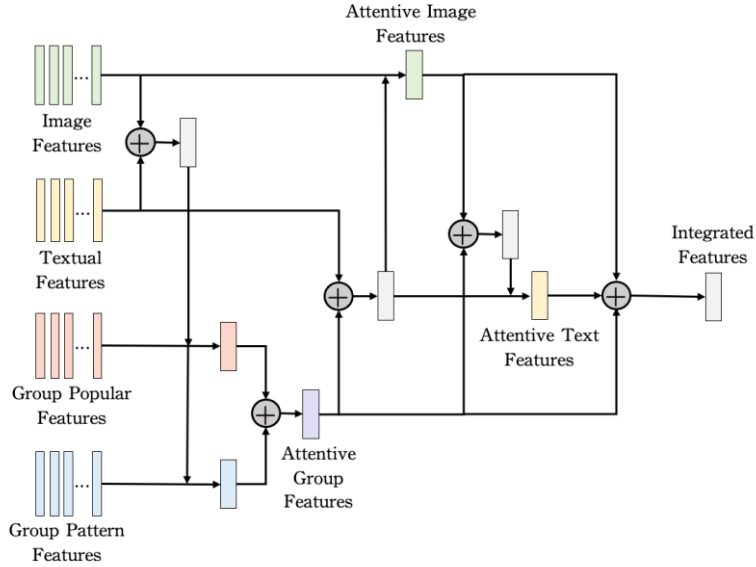 Attentive Image
Features
...
Image
Features
...
Textual
Features
Integrated
Features
Attentive Text
Features
...
Group Popular
Features
Attentive
Group
Features
...
Group Pattern
Features